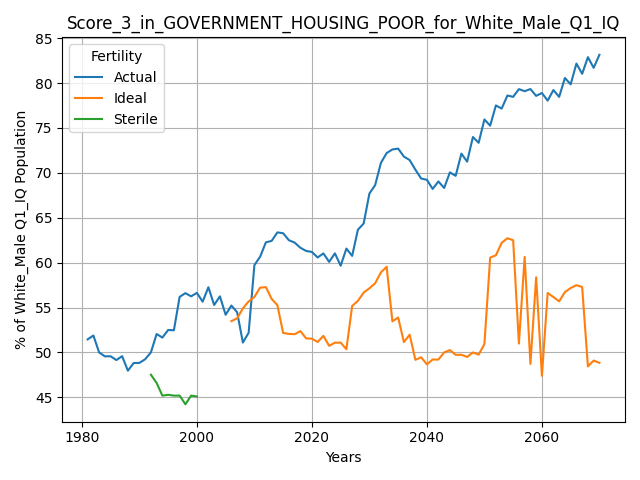 Score_3_in_GOVERNMENT_HOUSING_POOR_for_White_Male_Q1_IQ
Fertility
Actual
Ideal
Sterile
% of White_Male Q1_IQ Population
85
80
75
70
65
60
55
50
45
1980
2000
2020
2040
2060
Years